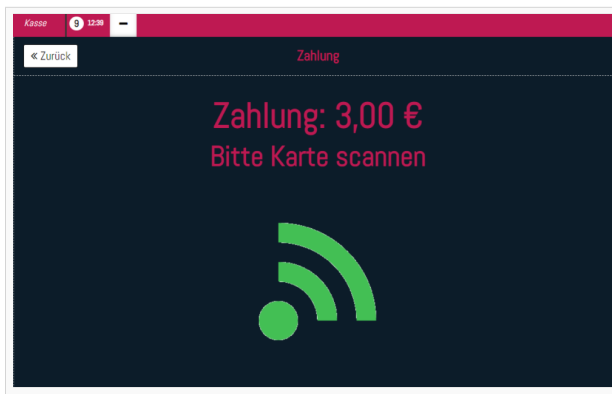 Kasse 9 12:39
« Zurück
Zahlung
Zahlung: 3,00 €
Bitte Karte scannen